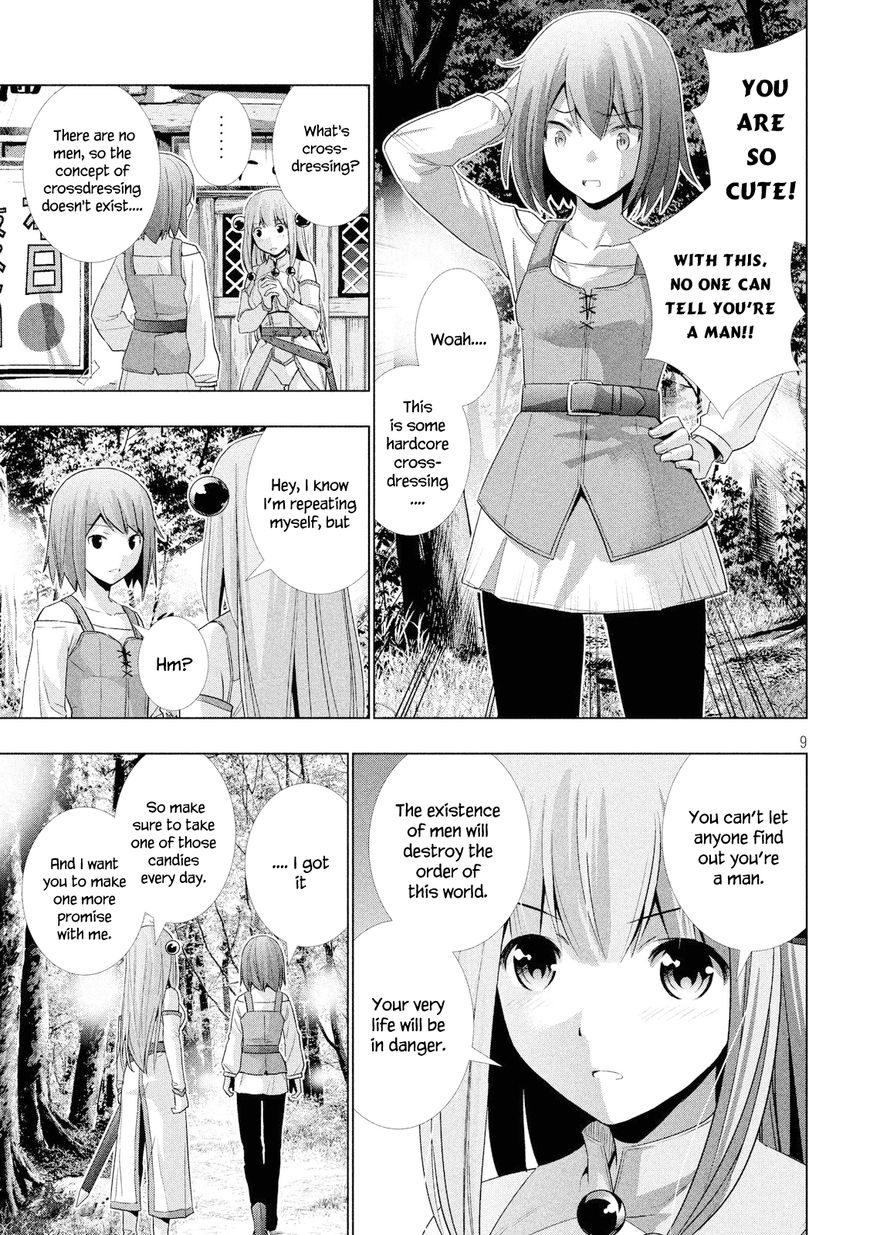 YOU
ARE
SO
CUTE!
WITH THIS,
NO ONE CAN
TELL YOU'RE
A MAN!!
Woah....
This
is some
hardcore
cross-
dressing
....
What's
cross-
dressing?
......
There are no
men, so the
concept of
crossdressing
doesn't exist....
日
Hey, I know
I'm repeating
myself, but
Hm?
9
You can't let
anyone find
out you're
a man.
The existence
of men will
destroy the
order of
this world.
Your very
life will be
in danger.
.... I got
it
So make
sure to take
one of those
candies
every day.
And I want
you to make
one more
promise
with me.